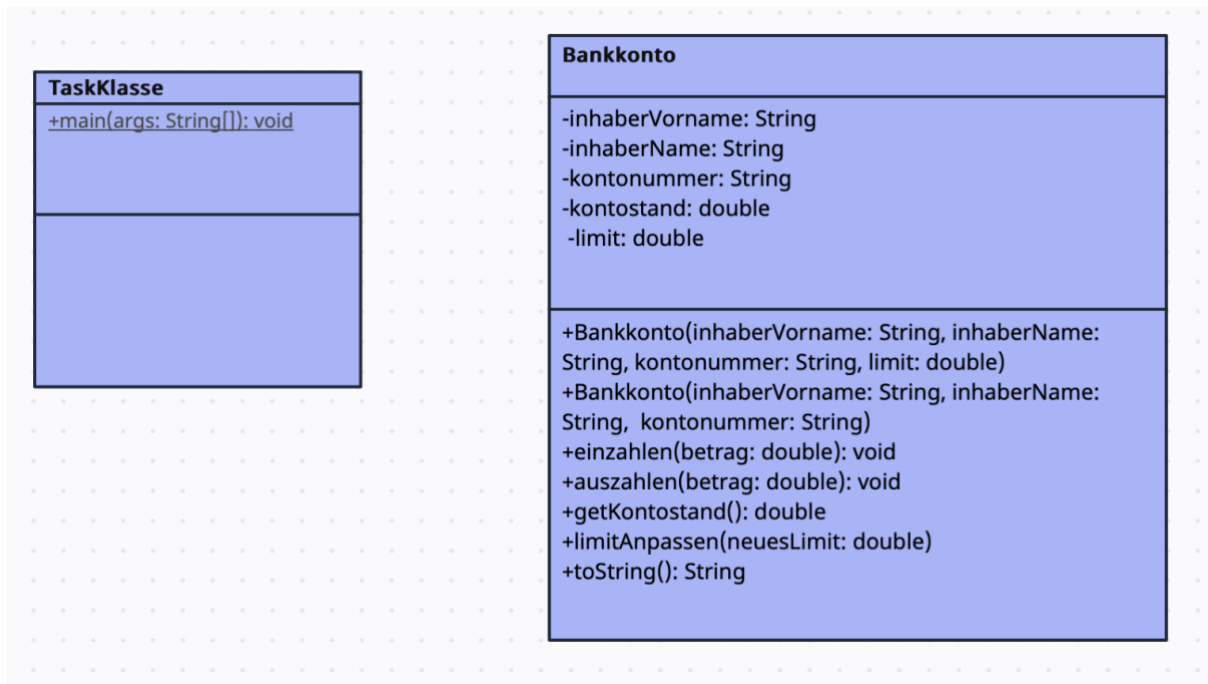 TaskKlasse
+main(args: String[]): void
Bankkonto
-inhaberVorname: String
-inhaberName: String
-kontonummer: String
-kontostand: double
-limit: double
+Bankkonto(inhaberVorname: String, inhaberName:
String, kontonummer: String, limit: double)
+Bankkonto(inhaberVorname: String, inhaberName:
String, kontonummer: String)
+einzahlen(betrag: double): void
+auszahlen(betrag: double): void
+getKontostand(): double
+limitAnpassen(neuesLimit: double)
+toString(): String